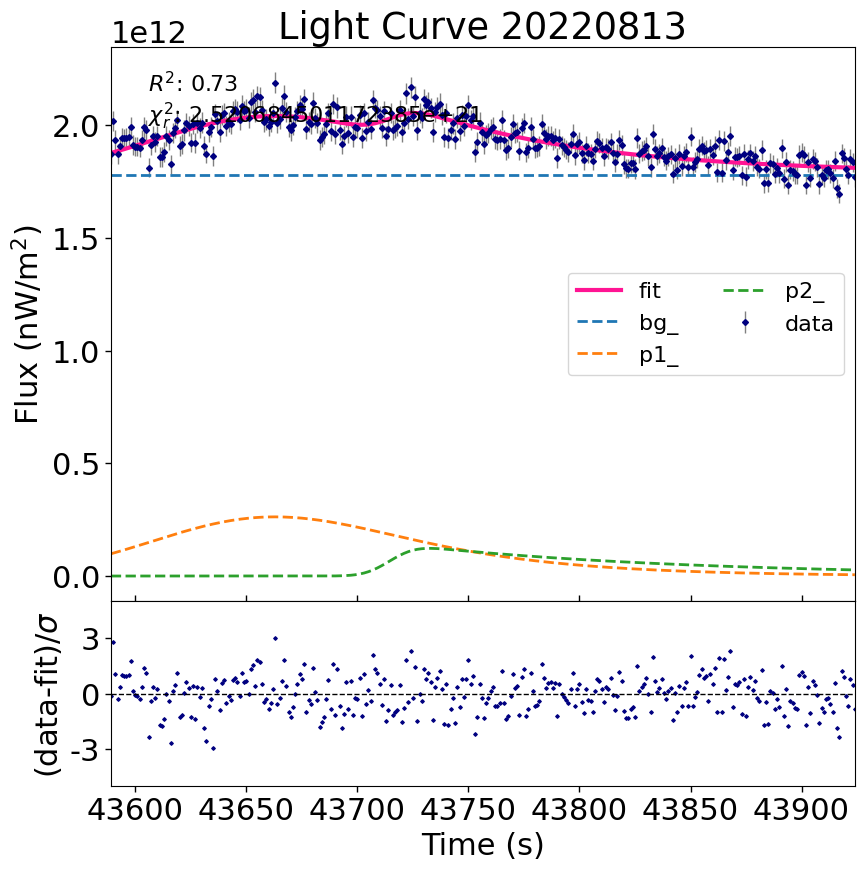 Light Curve 20220813
1e12
R²: 0.73
2.0
1.5
1.0
0.5
0.0
Flux (nW/m²)
fit
bg_
p1_
p2_
data
3
0
-3
(data-fit)/σ
43600 43650 43700 43750 43800 43850 43900
Time (s)